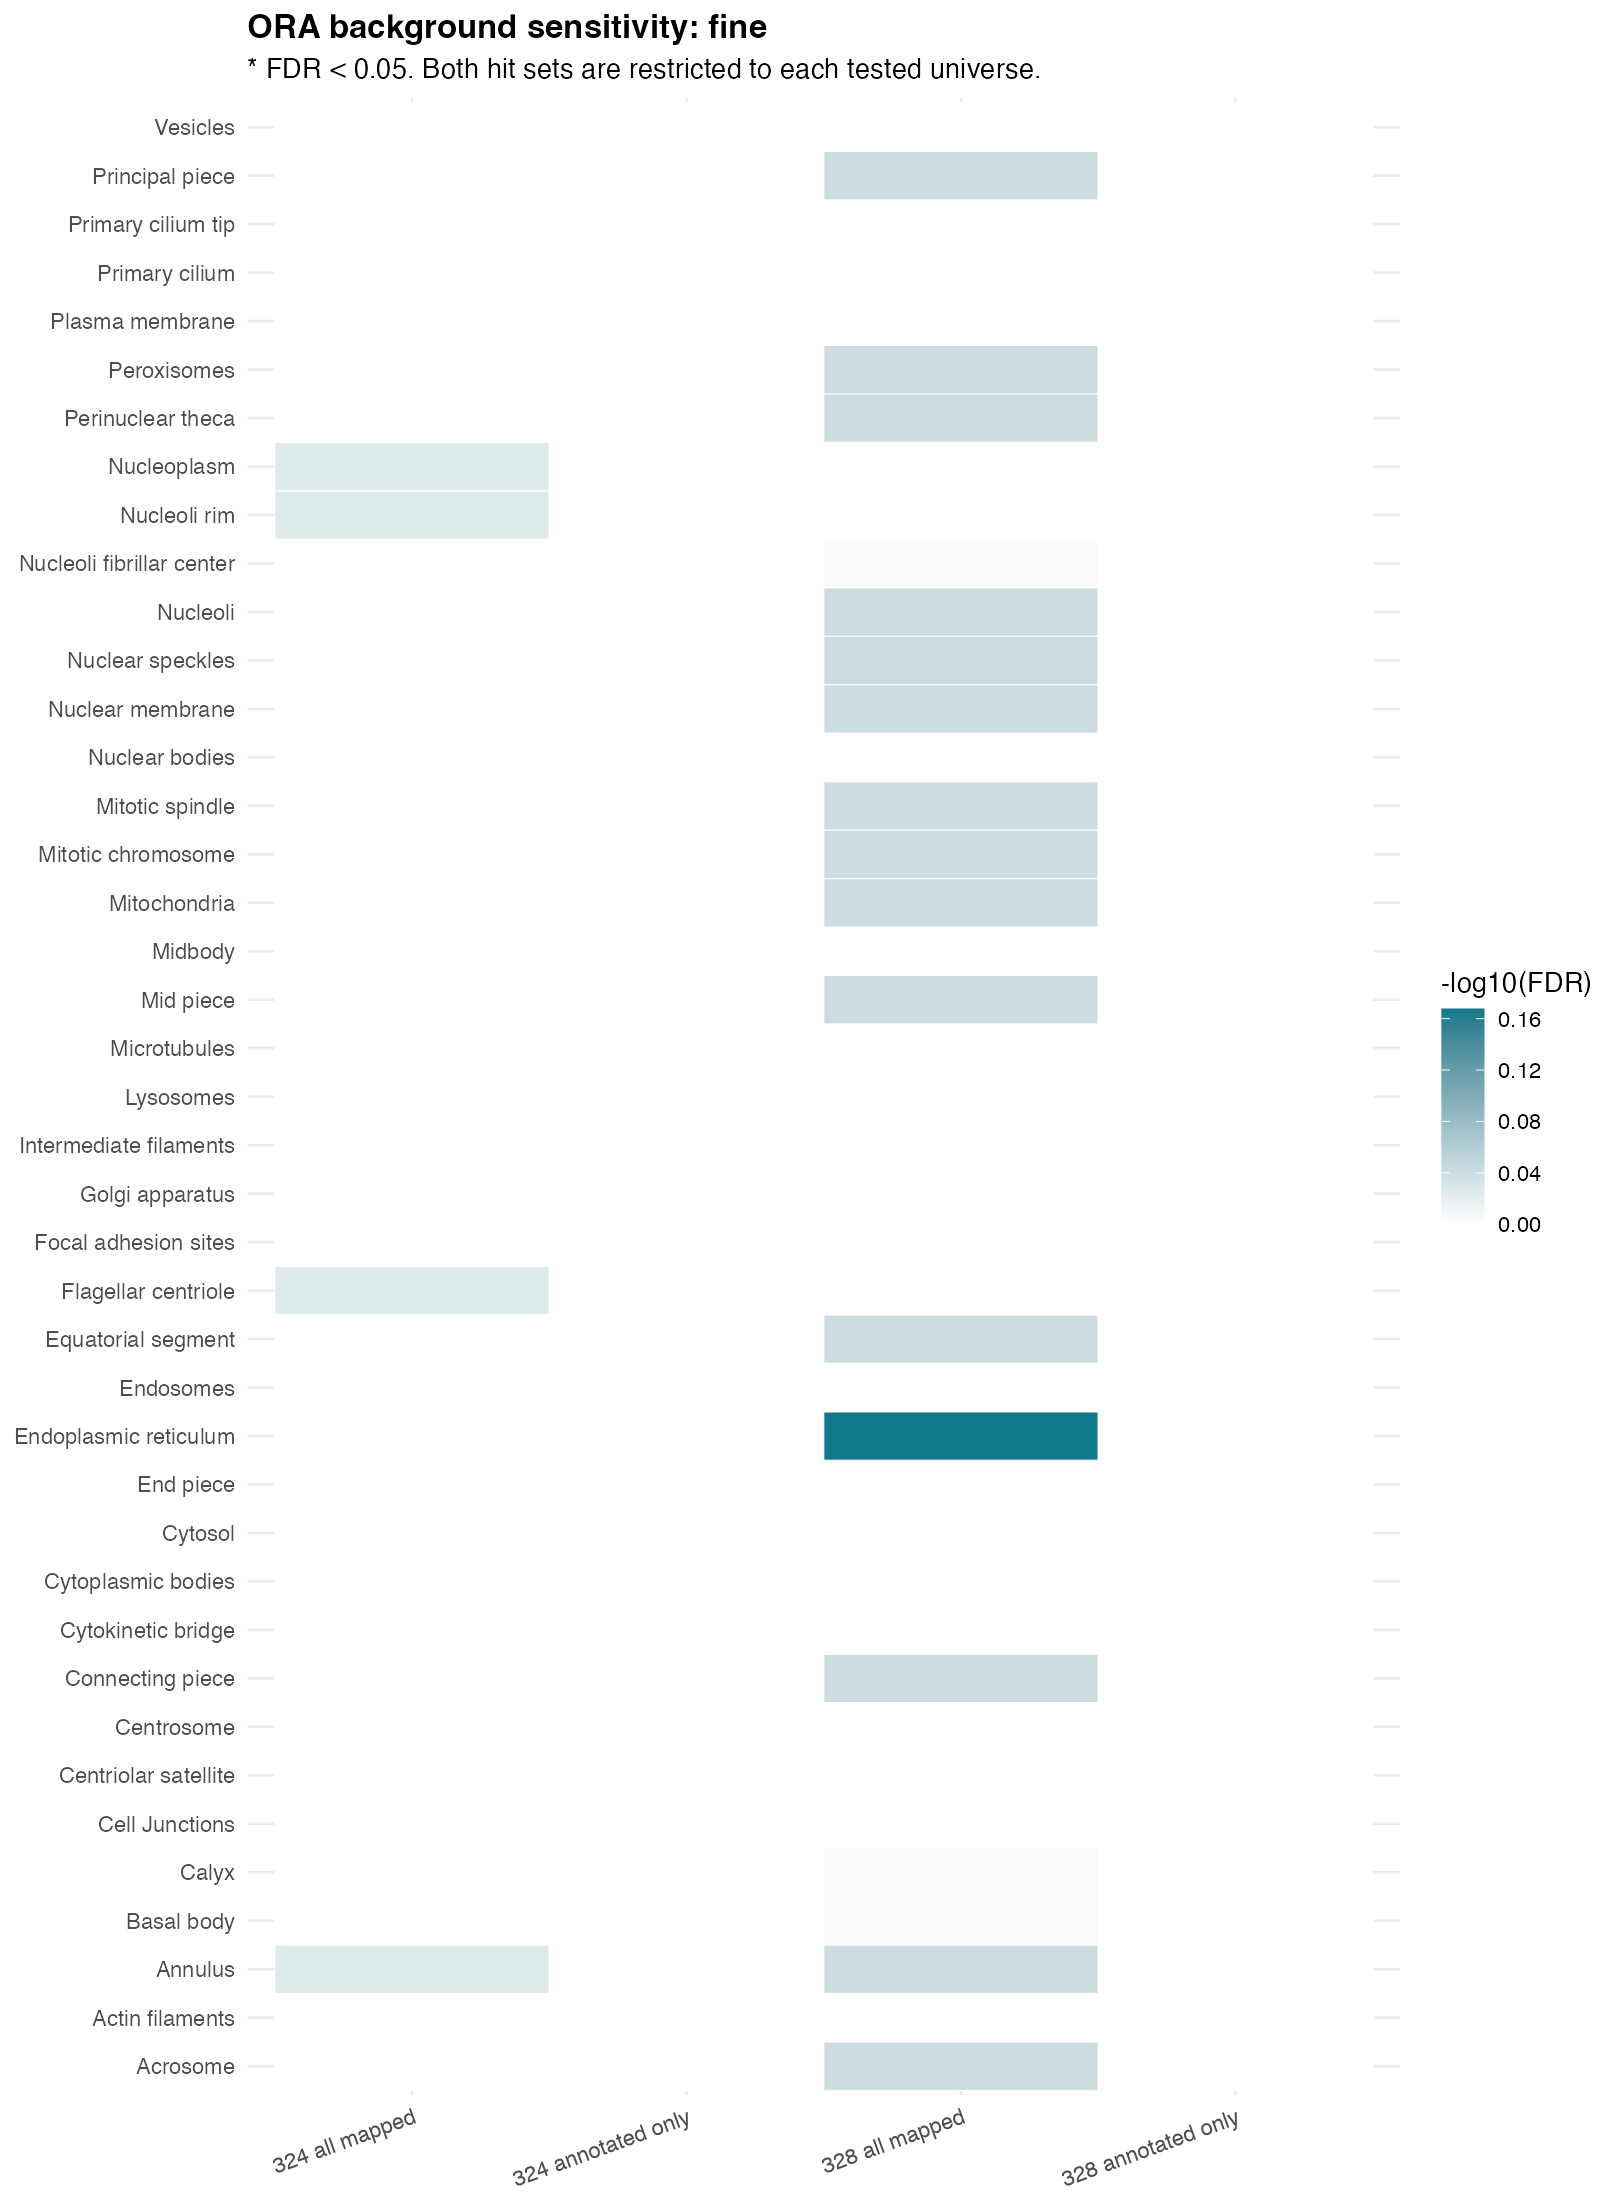 ORA background sensitivity: fine
* FDR < 0.05. Both hit sets are restricted to each tested universe.
Vesicles
Principal piece
Primary cilium tip
Primary cilium
Plasma membrane
Peroxisomes
Perinuclear theca
Nucleoplasm
Nucleoli rim
Nucleoli fibrillar center
Nucleoli
Nuclear speckles
Nuclear membrane
Nuclear bodies
Mitotic spindle
Mitotic chromosome
Mitochondria
Midbody
Mid piece
Microtubules
Lysosomes
Intermediate filaments
Golgi apparatus
Focal adhesion sites
Flagellar centriole
Equatorial segment
Endosomes
Endoplasmic reticulum
End piece
Cytosol
Cytoplasmic bodies
Cytokinetic bridge
Connecting piece
Centrosome
Centriolar satellite
Cell Junctions
Calyx
Basal body
Annulus
Actin filaments
Acrosome
324 all mapped
324 annotated only
328 all mapped
328 annotated only
-log10(FDR)
0.16
0.12
0.08
0.04
0.00